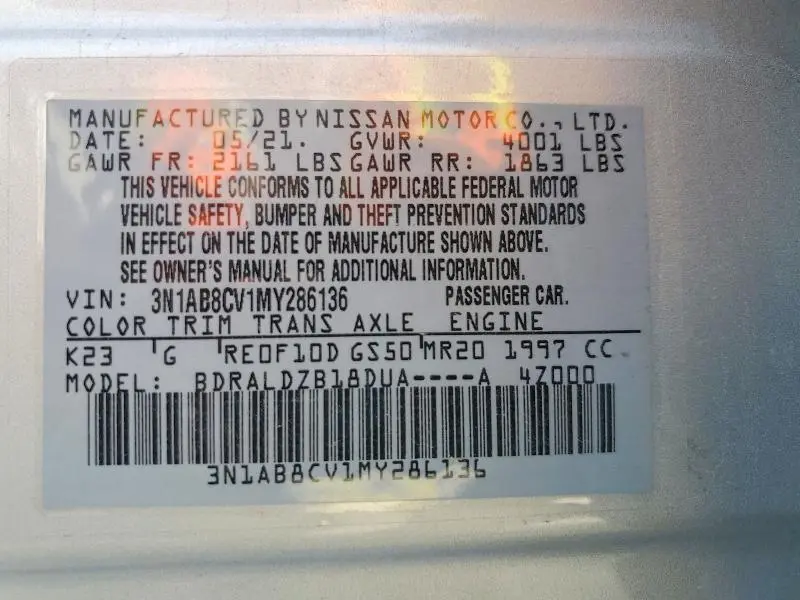 MANUFACTURED BY NISSAN MOTOR CO., LTD.
DATE: 05/21. GVWR: 4001 LBS
GAWR FR: 2161 LBS GAWR RR: 1863 LBS
THIS VEHICLE CONFORMS TO ALL APPLICABLE FEDERAL MOTOR
VEHICLE SAFETY, BUMPER AND THEFT PREVENTION STANDARDS
IN EFFECT ON THE DATE OF MANUFACTURE SHOWN ABOVE.
SEE OWNER'S MANUAL FOR ADDITIONAL INFORMATION.
VIN: 3N1AB8CV1MY286136 PASSENGER CAR.
COLOR TRIM TRANS AXLE ENGINE
K23 G RE0F10D GS50 MR20 1997 CC
MODEL: BDRALDZB18DUA----A 4Z000
3N1AB8CV1MY286136